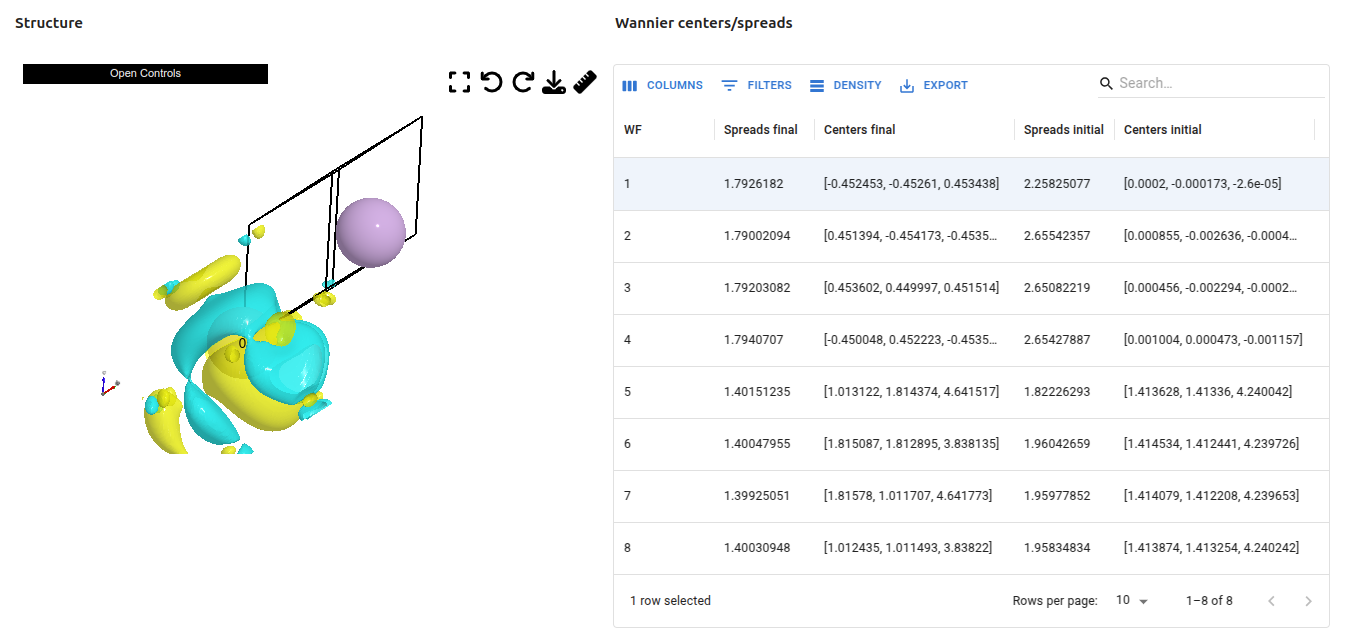 Structure
Wannier centers/spreads
Open Controls
COLUMNS FILTERS DENSITY EXPORT Search...
WF Spreads final Centers final Spreads initial Centers initial
1 1.7926182 [-0.452453, -0.45261, 0.453438] 2.25825077 [0.0002, -0.000173, -2.6e-05]
2 1.79002094 [0.451394, -0.454173, -0.4535... 2.65542357 [0.000855, -0.002636, -0.0004...
3 1.79203082 [0.453602, 0.449997, 0.451514] 2.65082219 [0.000456, -0.002294, -0.0002...
4 1.7940707 [-0.450048, 0.452223, -0.4535... 2.65427887 [0.001004, 0.000473, -0.001157]
5 1.40151235 [1.013122, 1.814374, 4.641517] 1.82226293 [1.413628, 1.41336, 4.240042]
6 1.40047955 [1.815087, 1.812895, 3.838135] 1.96042659 [1.414534, 1.412441, 4.239726]
7 1.39925051 [1.81578, 1.011707, 4.641773] 1.95977852 [1.414079, 1.412208, 4.239653]
8 1.40030948 [1.012435, 1.011493, 3.83822] 1.95834834 [1.413874, 1.413254, 4.240242]
0
1 row selected Rows per page: 10 1–8 of 8